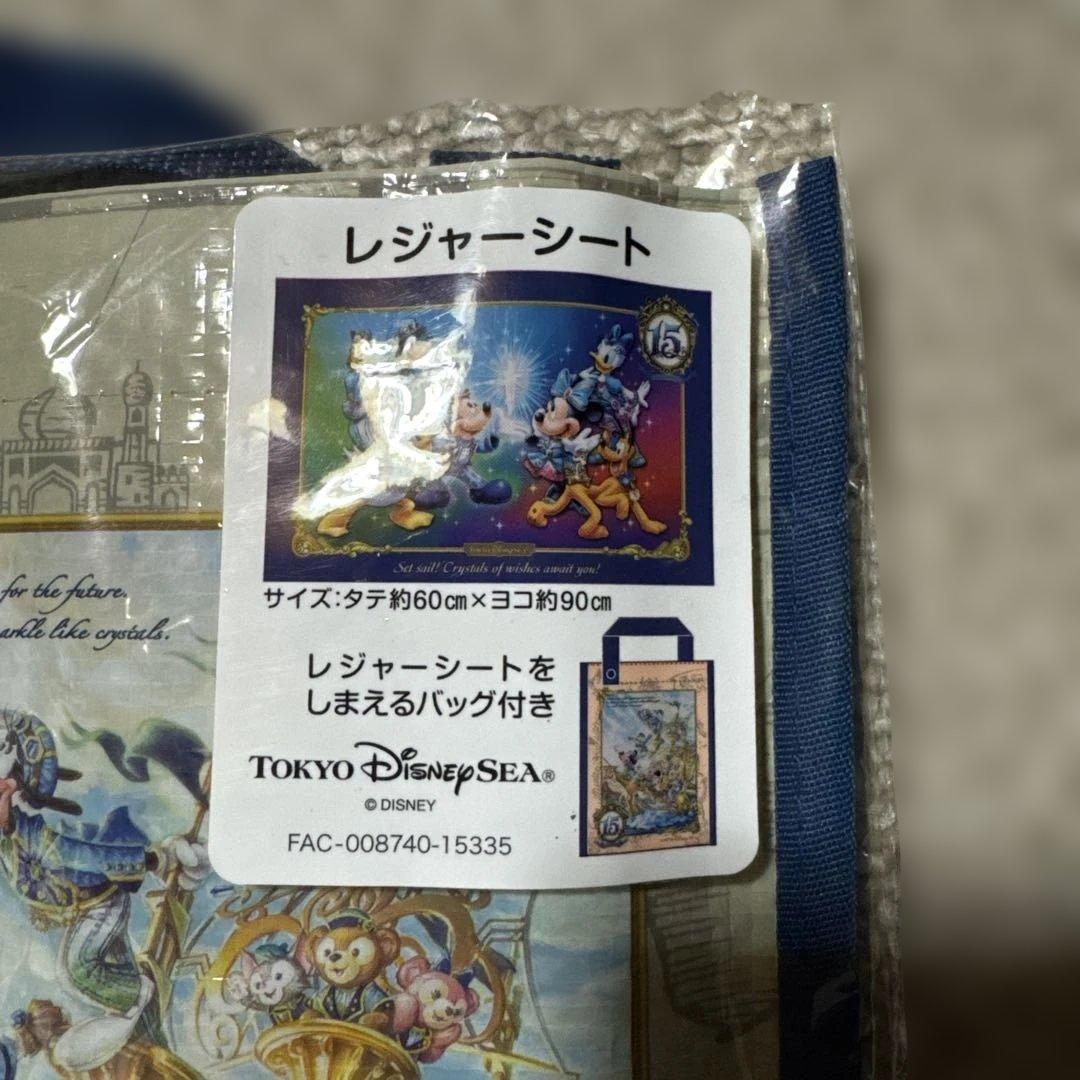 レジャーシート
15
Set sail! Crystals of wishes await you!
サイズ:タテ約60㎝×ヨコ約90㎝
for the future.
arkle like crystals.
レジャーシートを
しまえるバッグ付き
TOKYO DISNEYSEA®
© DISNEY
15
FAC-008740-15335